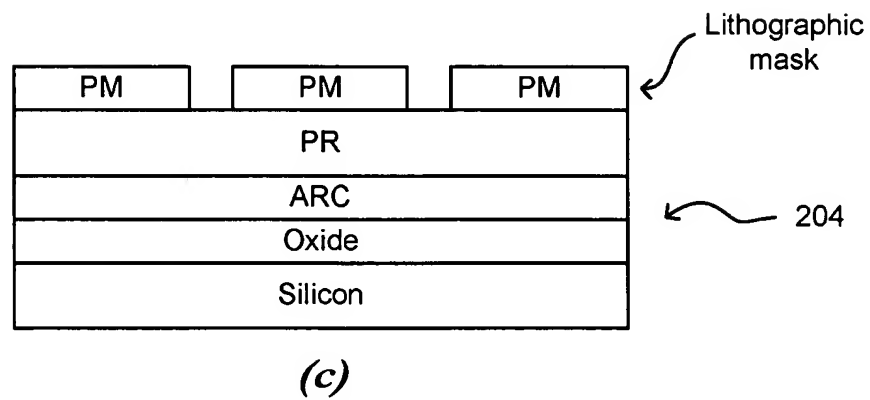 Lithographic
mask
PM PM PM
PR
ARC
204
Oxide
Silicon
(c)